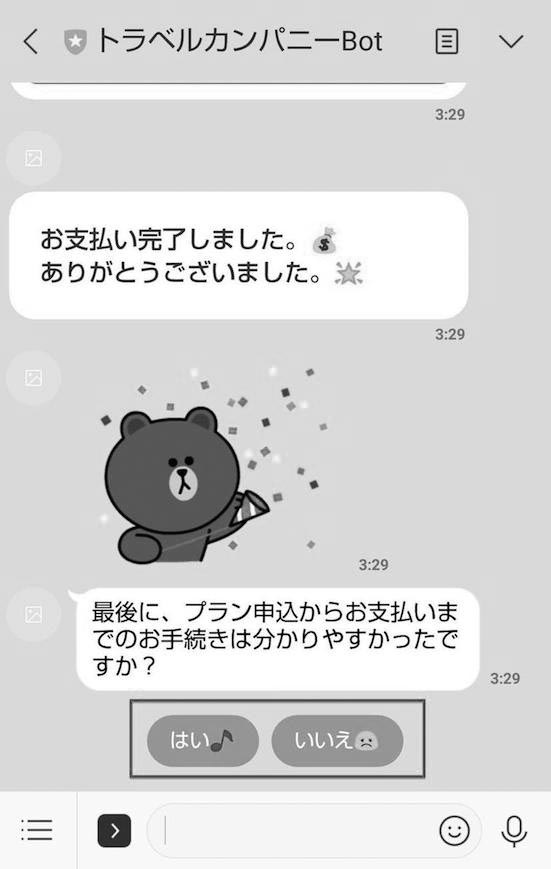 トラベルカンパニーBot
3:29
お支払い完了しました。💰
ありがとうございました。🌟
3:29
3:29
最後に、プラン申込からお支払いま
でのお手続きは分かりやすかったで
すか？
3:29
はい🎵
いいえ☹️